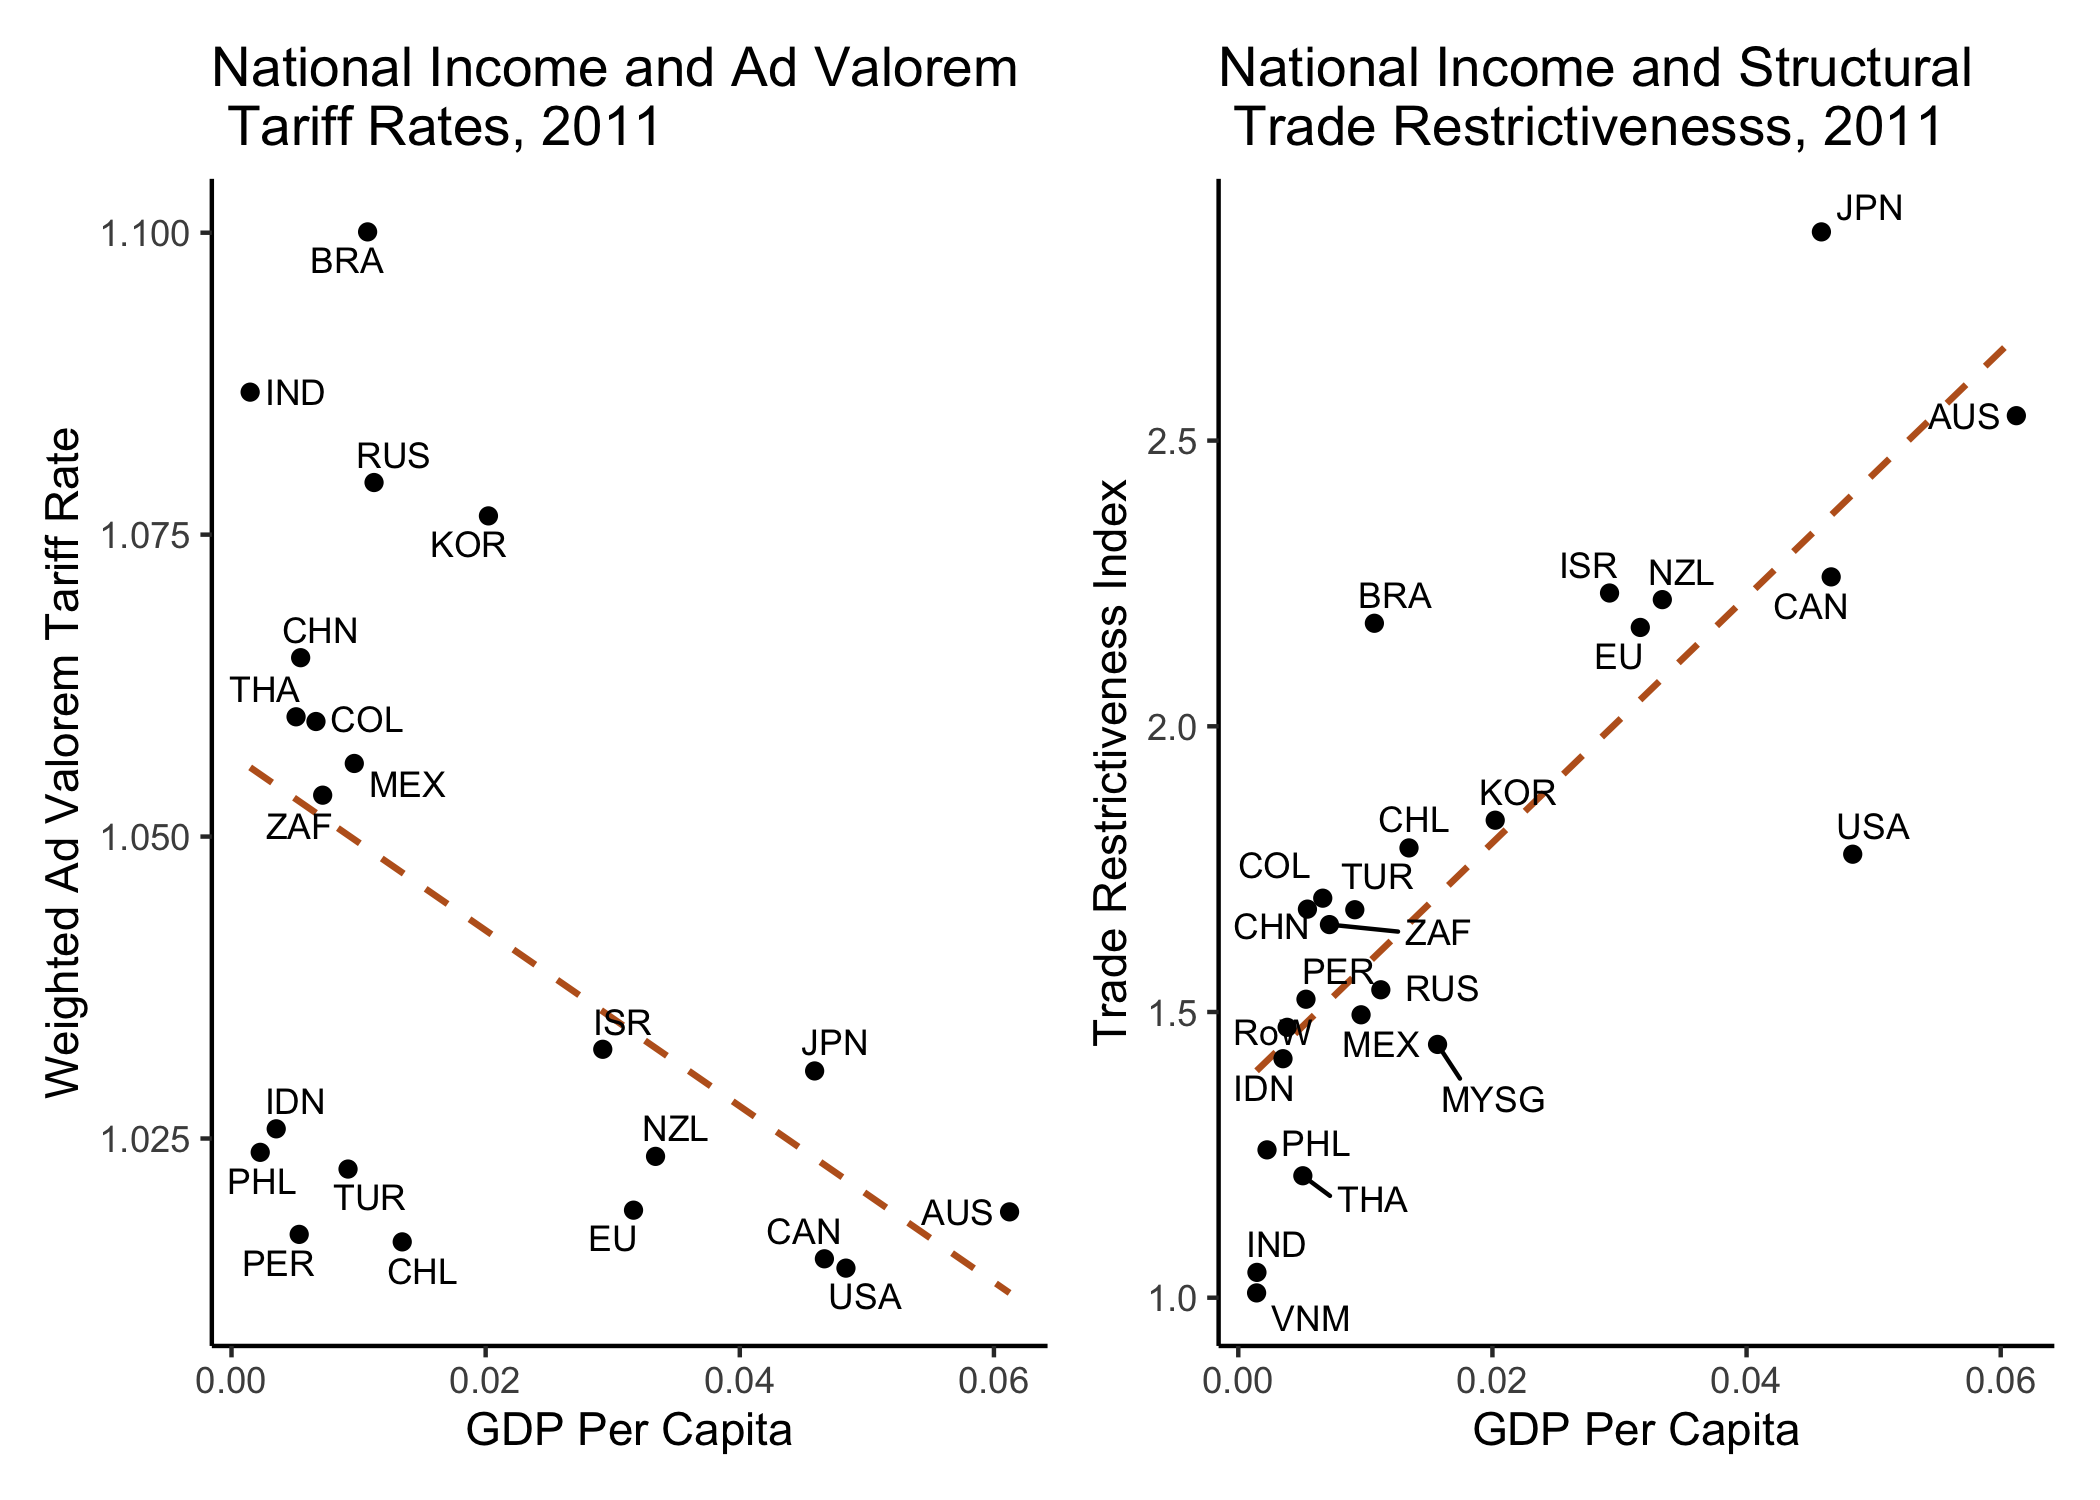 National Income and Ad Valorem
Tariff Rates, 2011
Weighted Ad Valorem Tariff Rate
1.100
1.075
1.050
1.025
BRA
IND
RUS
KOR
CHN
THA
COL
MEX
ZAF
ISR
JPN
IDN
NZL
PHL
TUR
AUS
EU
CAN
PER
CHL
USA
0.00
0.02
0.04
0.06
GDP Per Capita
National Income and Structural
Trade Restrictivenesss, 2011
Trade Restrictiveness Index
2.5
2.0
1.5
1.0
JPN
AUS
ISR
NZL
BRA
CAN
EU
KOR
CHL
USA
COL
TUR
CHN
ZAF
PER
RUS
RoW
MEX
IDN
MYSG
PHL
THA
IND
VNM
0.00
0.02
0.04
0.06
GDP Per Capita